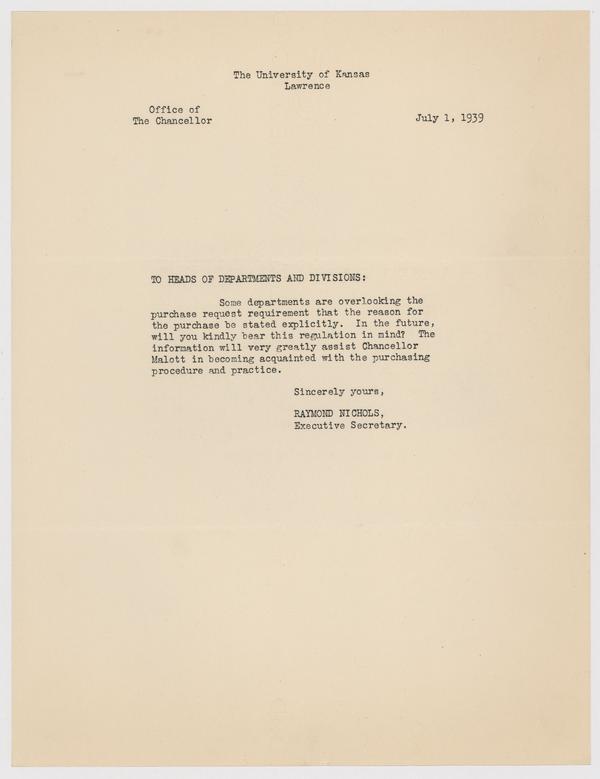 The University of Kansas
Lawrence
Office of
The Chancellor
July 1, 1939
TO HEADS OF DEPARTMENTS AND DIVISIONS:
Some departments are overlooking the
purchase request requirement that the reason for
the purchase be stated explicitly. In the future,
will you kindly bear this regulation in mind? The
information will very greatly assist Chancellor
Malott in becoming acquainted with the purchasing
procedure and practice.
Sincerely yours,
RAYMOND NICHOLS,
Executive Secretary.